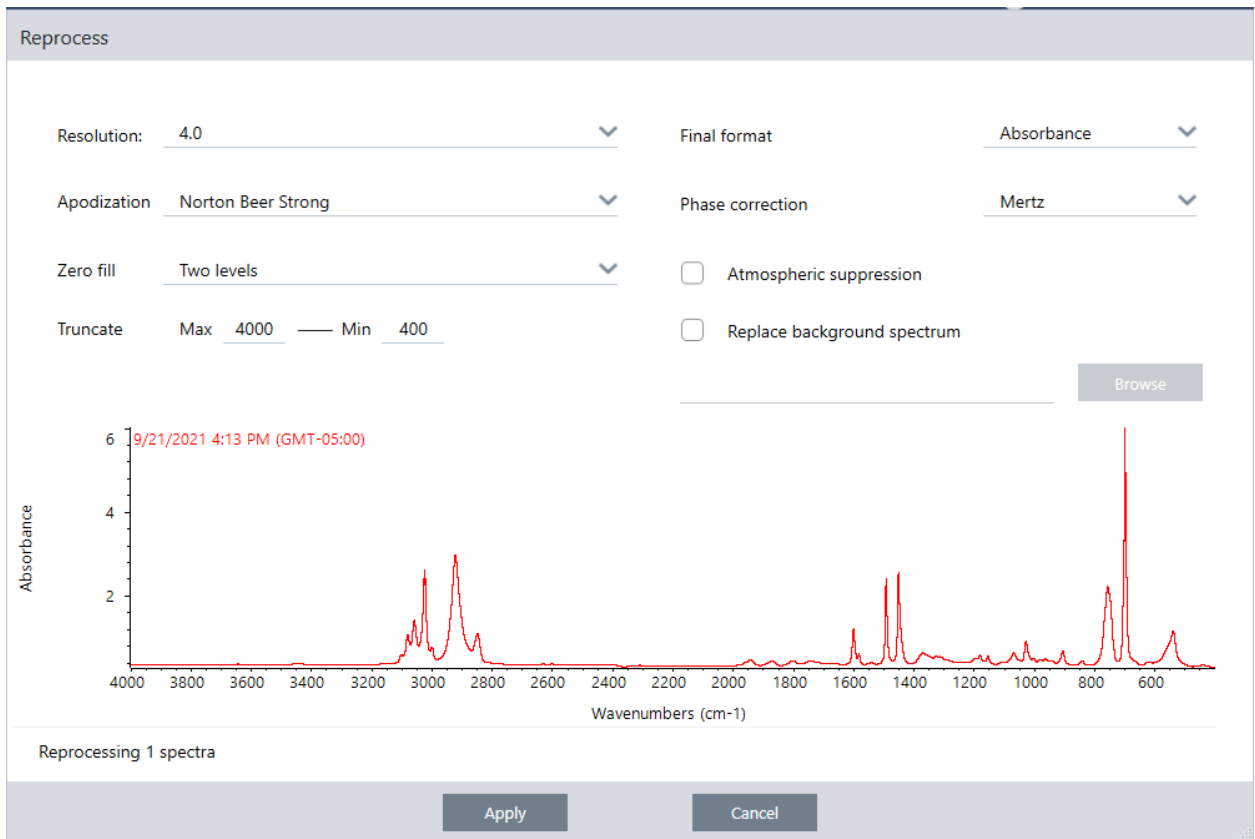 Reprocess
Resolution: 4.0 Final format Absorbance
Apodization Norton Beer Strong Phase correction Mertz
Zero fill Two levels Atmospheric suppression
Truncate Max 4000 Min 400 Replace background spectrum
Browse
6 9/21/2021 4:13 PM (GMT-05:00)
4
Absorbance
2
4000 3800 3600 3400 3200 3000 2800 2600 2400 2200 2000 1800 1600 1400 1200 1000 800 600
Wavenumbers (cm-1)
Reprocessing 1 spectra
Apply Cancel